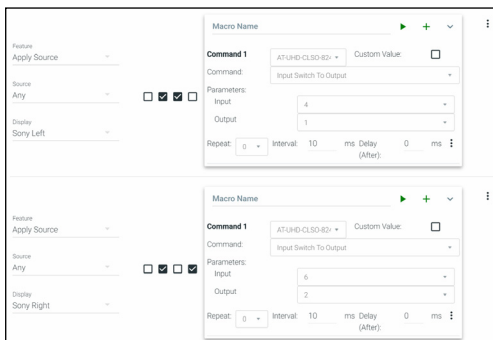 Macro Name
Feature
Apply Source
Source
Any
Display
Sony Left
Command 1
AT-UHD-CLSO-824
Custom Value:
Command:
Input Switch To Output
Parameters:
Input
4
Output
1
Repeat:
0
Interval:
10
ms
Delay (After):
0
ms
Macro Name
Feature
Apply Source
Source
Any
Display
Sony Right
Command 1
AT-UHD-CLSO-824
Custom Value:
Command:
Input Switch To Output
Parameters:
Input
6
Output
2
Repeat:
0
Interval:
10
ms
Delay (After):
0
ms